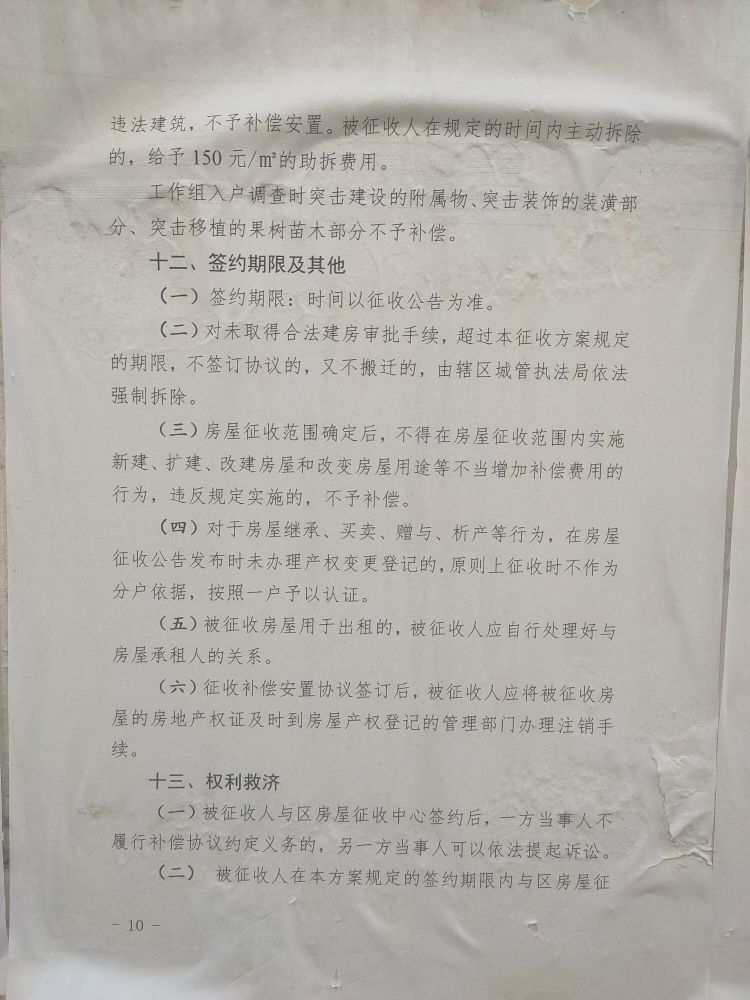 违法建筑，不予补偿安置。被征收人在规定的时间内主动拆除
的，给予 150 元/㎡的助拆费用。
工作组入户调查时突击建设的附属物、突击装饰的装潢部
分、突击移植的果树苗木部分不予补偿。
十二、签约期限及其他
（一）签约期限：时间以征收公告为准。
（二）对未取得合法建房审批手续，超过本征收方案规定
的期限，不签订协议的，又不搬迁的，由辖区城管执法局依法
强制拆除。
（三）房屋征收范围确定后，不得在房屋征收范围内实施
新建、扩建、改建房屋和改变房屋用途等不当增加补偿费用的
行为，违反规定实施的，不予补偿。
（四）对于房屋继承、买卖、赠与、析产等行为，在房屋
征收公告发布时未办理产权变更登记的，原则上征收时不作为
分户依据，按照一户予以认证。
（五）被征收房屋用于出租的，被征收人应自行处理好与
房屋承租人的关系。
（六）征收补偿安置协议签订后，被征收人应将被征收房
屋的房地产权证及时到房屋产权登记的管理部门办理注销手
续。
十三、权利救济
（一）被征收人与区房屋征收中心签约后，一方当事人不
履行补偿协议约定义务的，另一方当事人可以依法提起诉讼。
（二） 被征收人在本方案规定的签约期限内与区房屋征
- 10 -